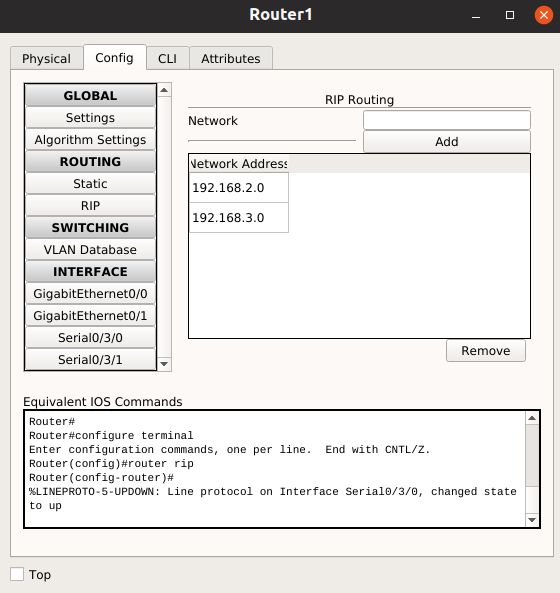 Router1
Physical
Config
CLI
Attributes
GLOBAL
Settings
Algorithm Settings
ROUTING
Static
RIP
SWITCHING
VLAN Database
INTERFACE
GigabitEthernet0/0
GigabitEthernet0/1
Serial0/3/0
Serial0/3/1
RIP Routing
Network
Add
Network Address
192.168.2.0
192.168.3.0
Remove
Equivalent IOS Commands
Router#
Router#configure terminal
Enter configuration commands, one per line.  End with CNTL/Z.
Router(config)#router rip
Router(config-router)#
%LINEPROTO-5-UPDOWN: Line protocol on Interface Serial0/3/0, changed state
to up
Top